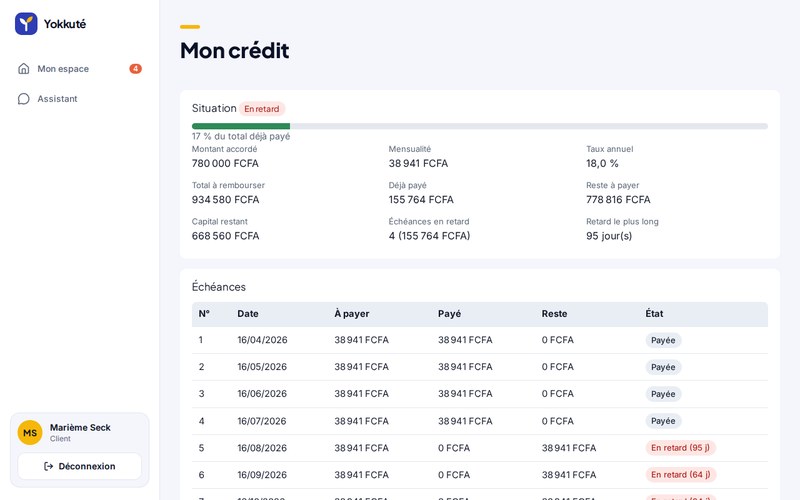 Yokkuté
Mon espace 4
Assistant
Mon crédit
Situation En retard
17 % du total déjà payé
Montant accordé Mensualité Taux annuel
780 000 FCFA 38 941 FCFA 18,0 %
Total à rembourser Déjà payé Reste à payer
934 580 FCFA 155 764 FCFA 778 816 FCFA
Capital restant Échéances en retard Retard le plus long
668 560 FCFA 4 (155 764 FCFA) 95 jour(s)
Échéances
N° Date À payer Payé Reste État
1 16/04/2026 38 941 FCFA 38 941 FCFA 0 FCFA Payée
2 16/05/2026 38 941 FCFA 38 941 FCFA 0 FCFA Payée
3 16/06/2026 38 941 FCFA 38 941 FCFA 0 FCFA Payée
4 16/07/2026 38 941 FCFA 38 941 FCFA 0 FCFA Payée
5 16/08/2026 38 941 FCFA 0 FCFA 38 941 FCFA En retard (95 j)
6 16/09/2026 38 941 FCFA 0 FCFA 38 941 FCFA En retard (64 j)
MS Marième Seck
Client
Déconnexion